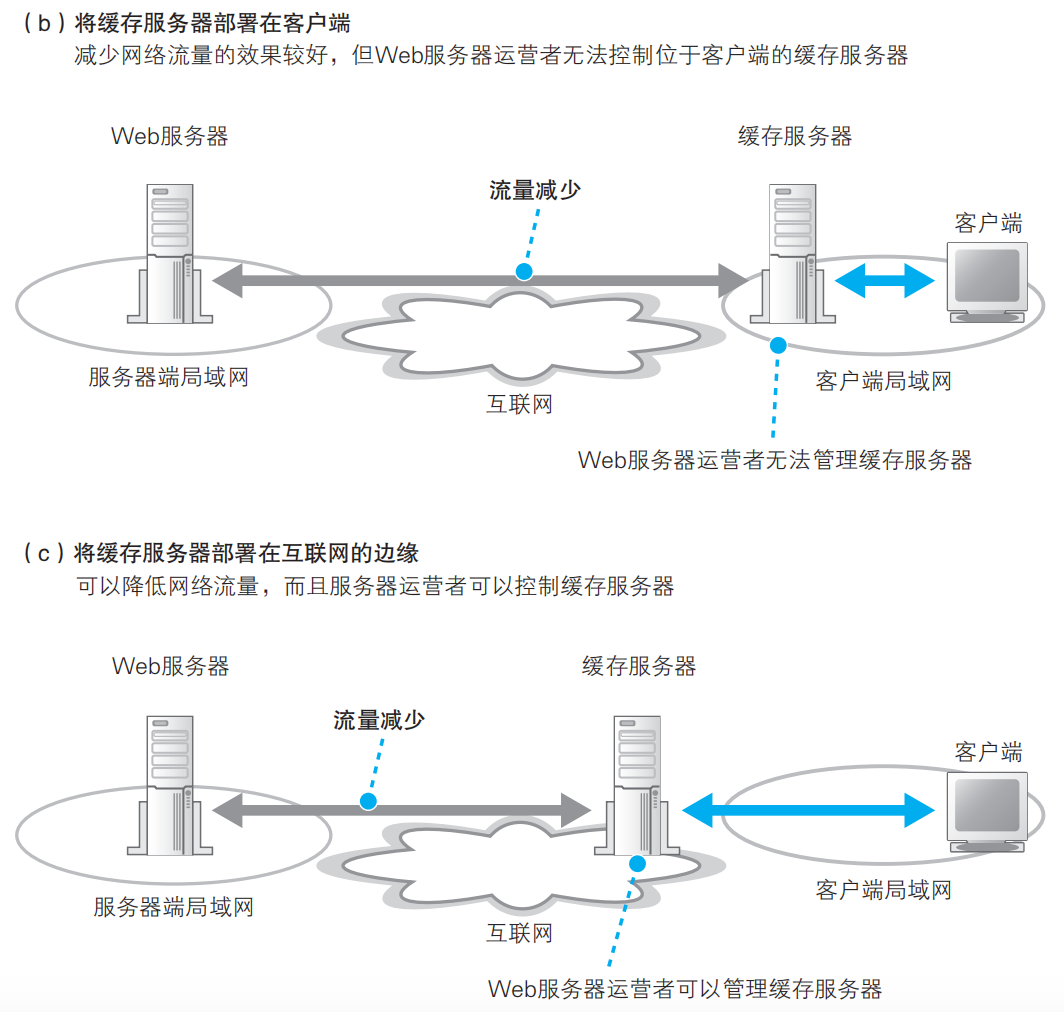 （b）将缓存服务器部署在客户端
减少网络流量的效果较好，但Web服务器运营者无法控制位于客户端的缓存服务器
Web服务器
缓存服务器
流量减少
客户端
服务器端局域网
客户端局域网
互联网
Web服务器运营者无法管理缓存服务器
（c）将缓存服务器部署在互联网的边缘
可以降低网络流量，而且服务器运营者可以控制缓存服务器
Web服务器
缓存服务器
流量减少
客户端
服务器端局域网
客户端局域网
互联网
Web服务器运营者可以管理缓存服务器